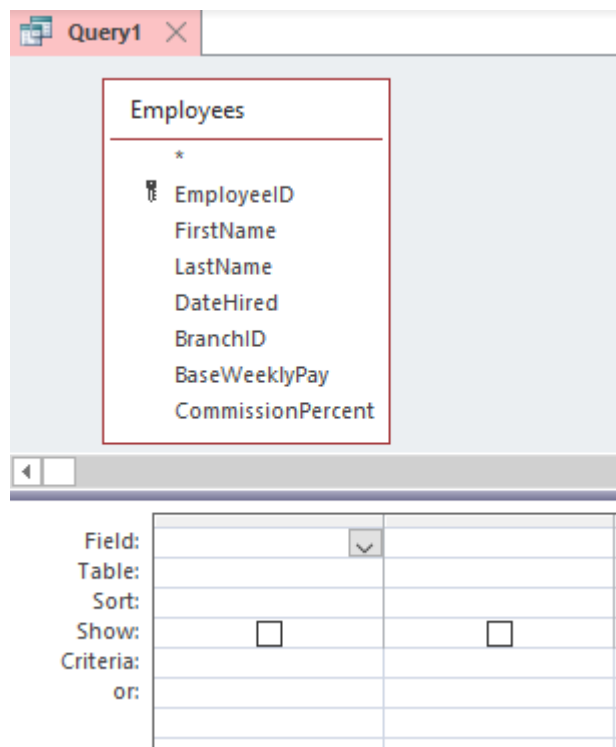 Query1
Employees
*
EmployeeID
FirstName
LastName
DateHired
BranchID
BaseWeeklyPay
CommissionPercent
Field:
Table:
Sort:
Show:
Criteria:
or: